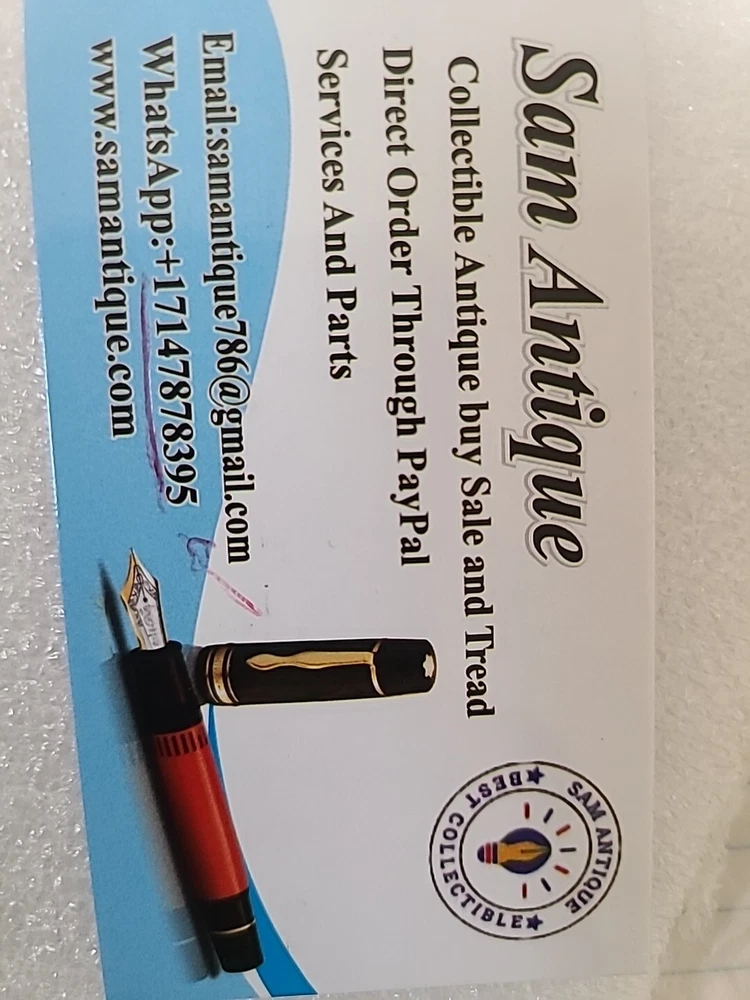 Sam Antique
Collectible Antique buy Sale and Tread
Direct Order Through PayPal
Services And Parts
Email:samantique786@gmail.com
WhatsApp:+17147878395
www.samantique.com
SAM ANTIQUE
BEST COLLECTIBLE